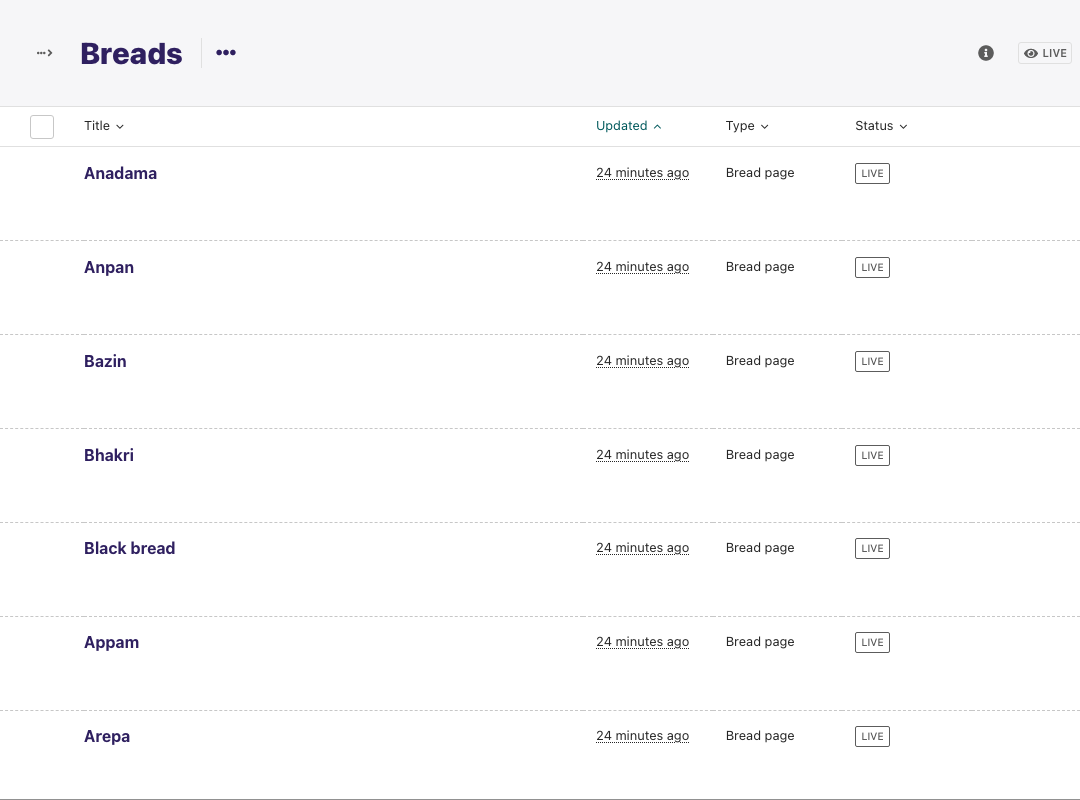 Breads
LIVE
Title Updated Type Status
Anadama 24 minutes ago Bread page LIVE
Anpan 24 minutes ago Bread page LIVE
Bazin 24 minutes ago Bread page LIVE
Bhakri 24 minutes ago Bread page LIVE
Black bread 24 minutes ago Bread page LIVE
Appam 24 minutes ago Bread page LIVE
Arepa 24 minutes ago Bread page LIVE